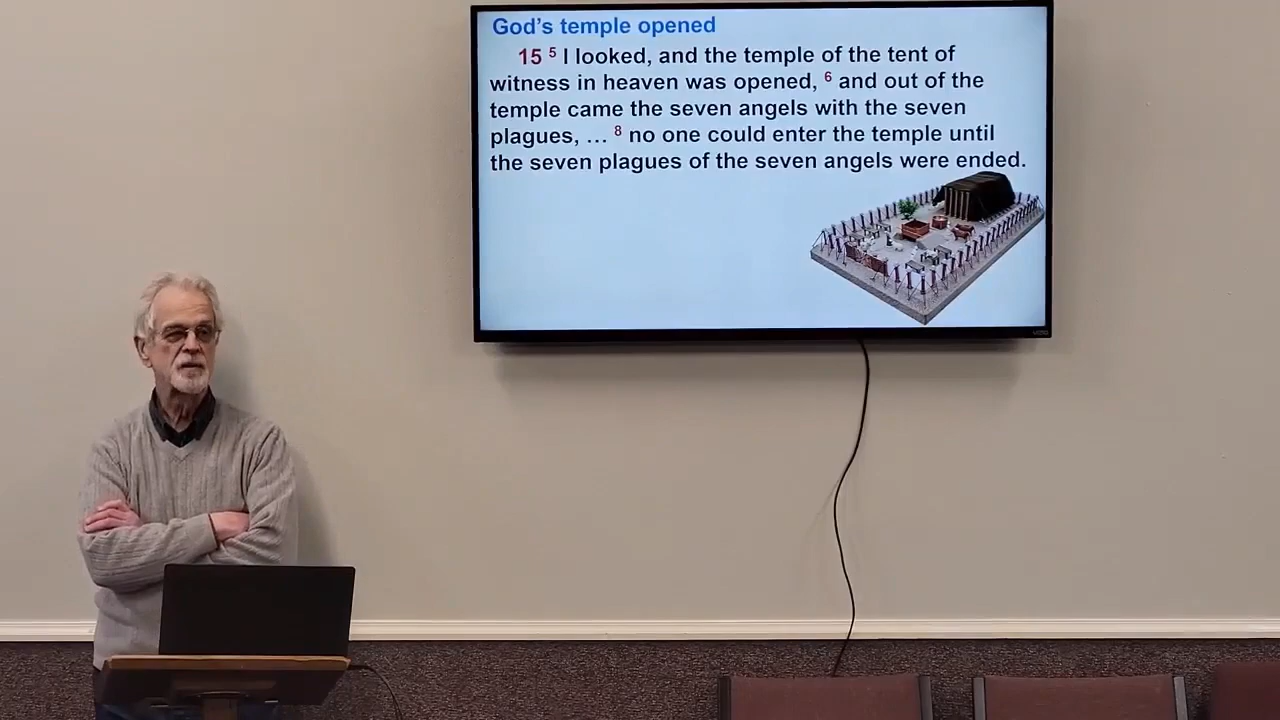 God's temple opened
15 5 I looked, and the temple of the tent of
witness in heaven was opened, 6 and out of the
temple came the seven angels with the seven
plagues, … 8 no one could enter the temple until
the seven plagues of the seven angels were ended.
VIZIO